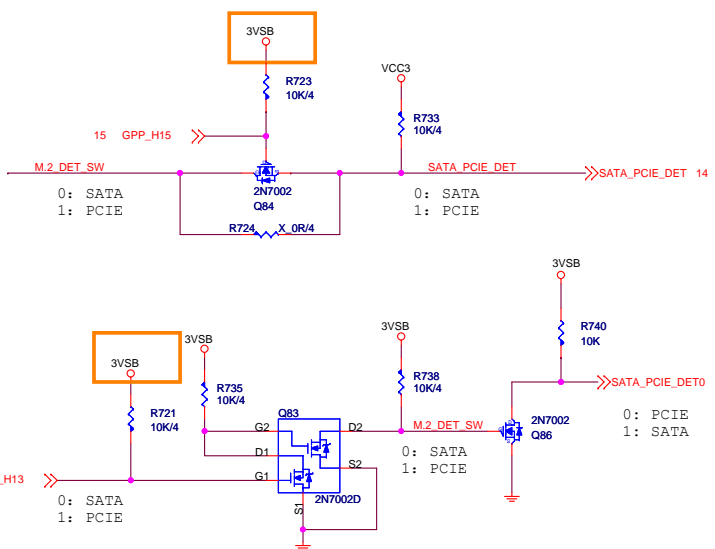 3VSB
R723
10K/4
VCC3
R733
10K/4
15 GPP_H15
M.2_DET_SW
SATA_PCIE_DET
SATA_PCIE_DET 14
2N7002
Q84
0: SATA
1: PCIE
0: SATA
1: PCIE
R724
X_0R/4
3VSB
R740
10K
3VSB
R721
10K/4
3VSB
R735
10K/4
3VSB
R738
10K/4
SATA_PCIE_DET0
0: PCIE
1: SATA
Q83
G2
D2
M.2_DET_SW
2N7002
Q86
D1
0: SATA
1: PCIE
S2
_H13
G1
0: SATA
1: PCIE
S1
2N7002D